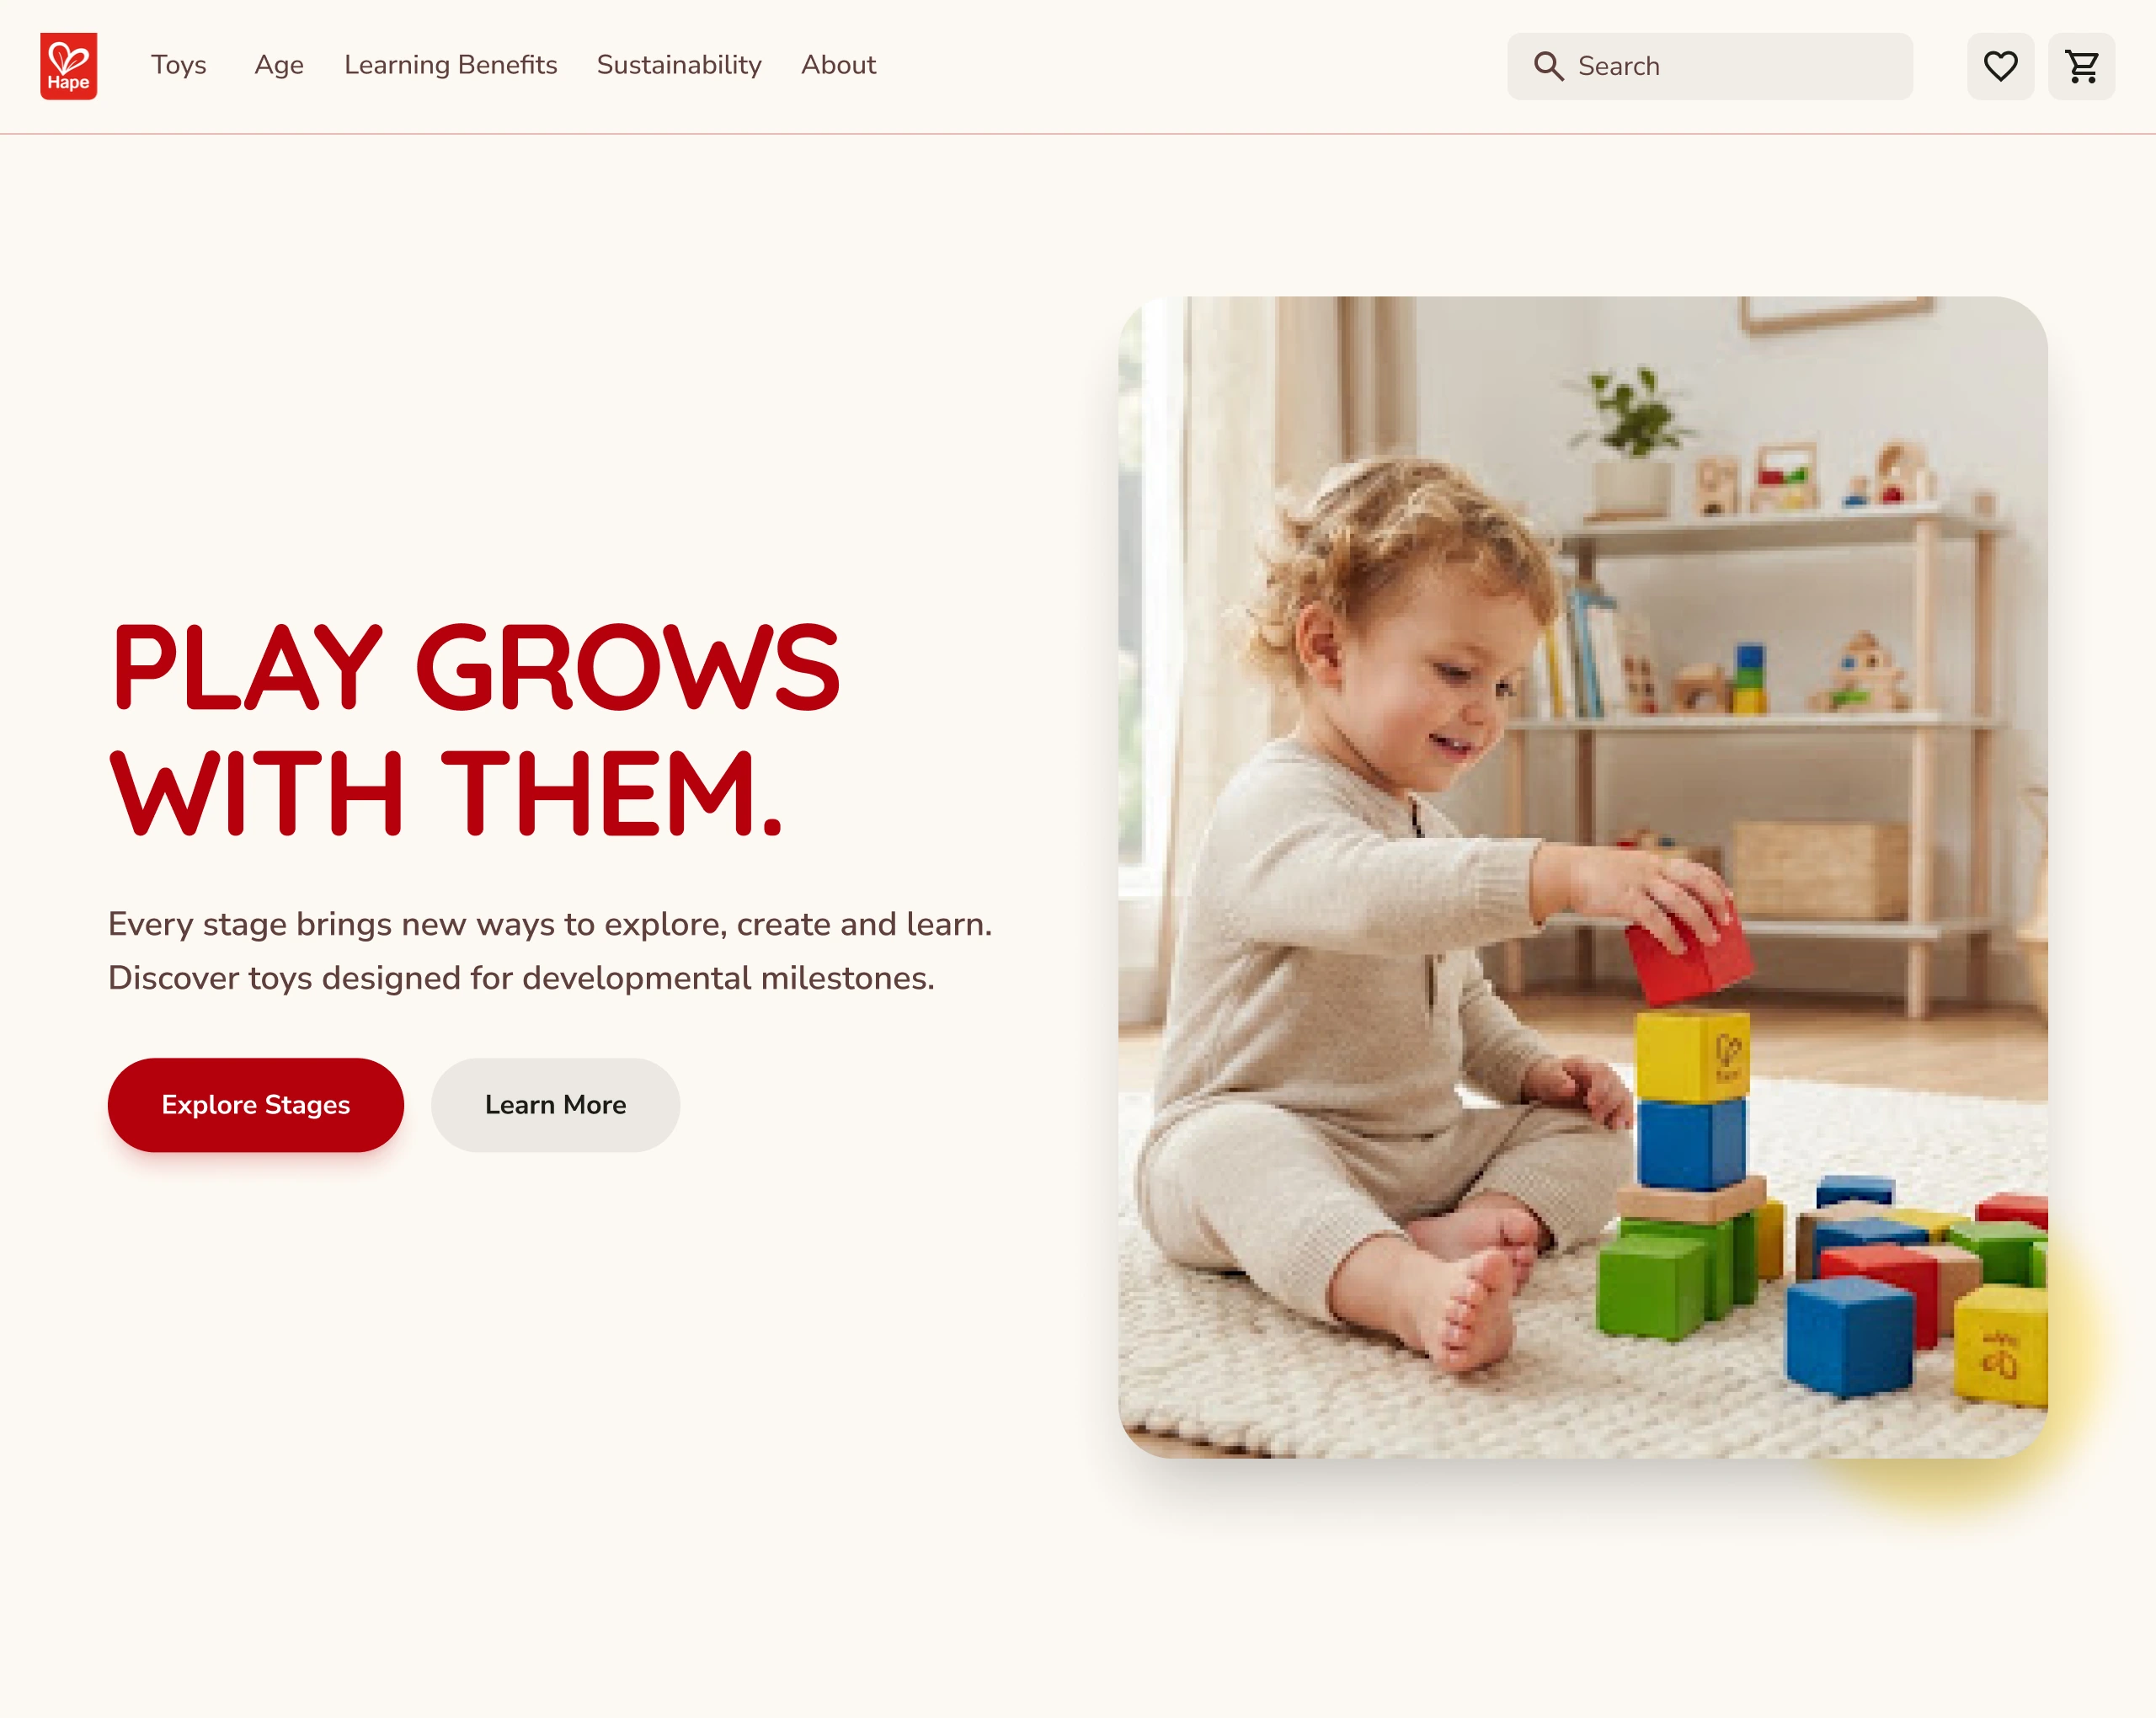 Hape
Toys
Age
Learning Benefits
Sustainability
About
Search
PLAY GROWS
WITH THEM.
Every stage brings new ways to explore, create and learn.
Discover toys designed for developmental milestones.
Explore Stages
Learn More